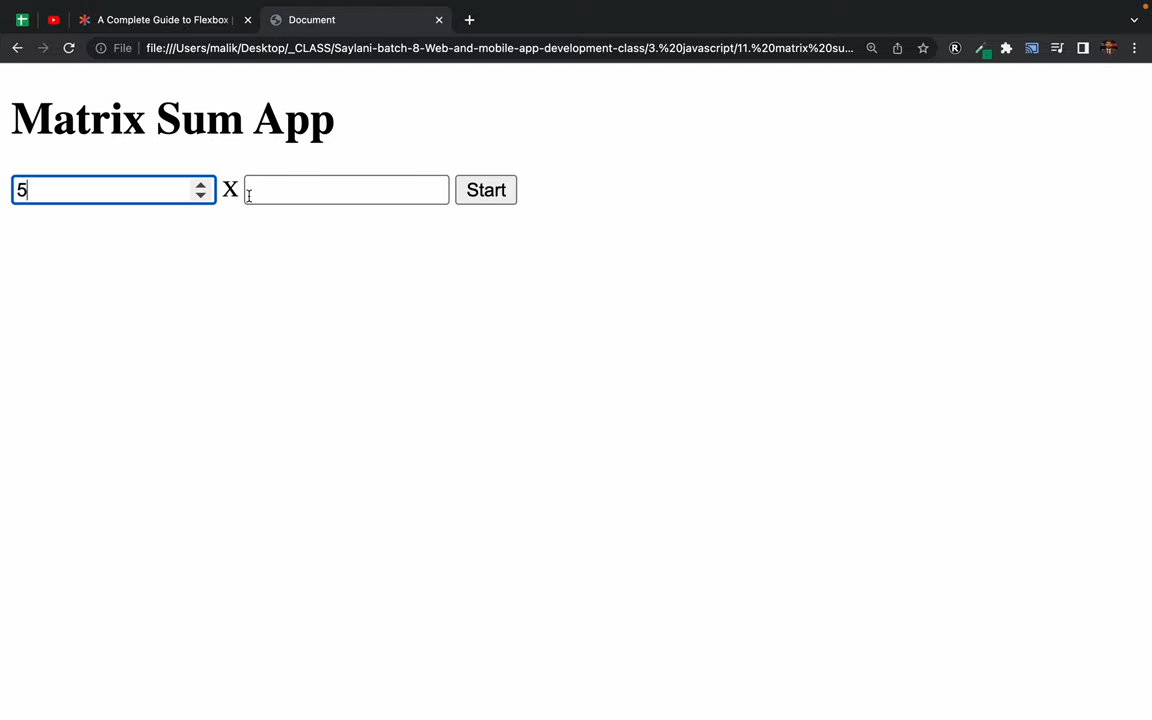 A Complete Guide to Flexbox
Document
File
file:///Users/malik/Desktop/_CLASS/Saylani-batch-8-Web-and-mobile-app-development-class/3.%20javascript/11.%20matrix%20su...
Matrix Sum App
5 X Start